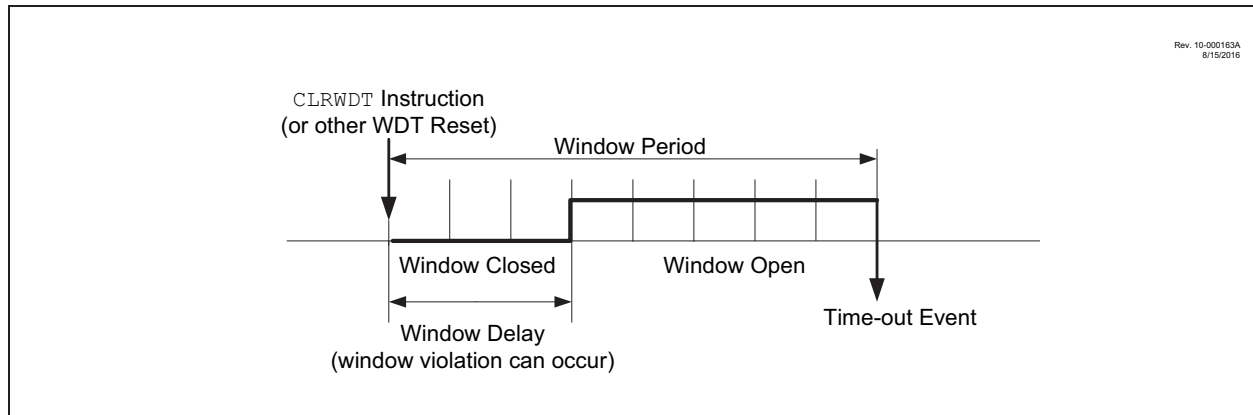 Rev. 10-000163A
8/15/2016
CLRWDT Instruction
(or other WDT Reset)
Window Period
Window Closed
Window Open
Window Delay
(window violation can occur)
Time-out Event